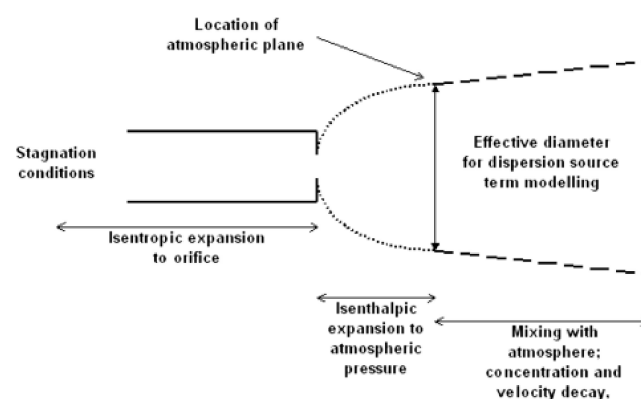 Location of
atmospheric plane
Stagnation
conditions
Effective diameter
for dispersion source
term modelling
Isentropic expansion
to orifice
Isenthalpic
expansion to
atmospheric
pressure
Mixing with
atmosphere;
concentration and
velocity decay,